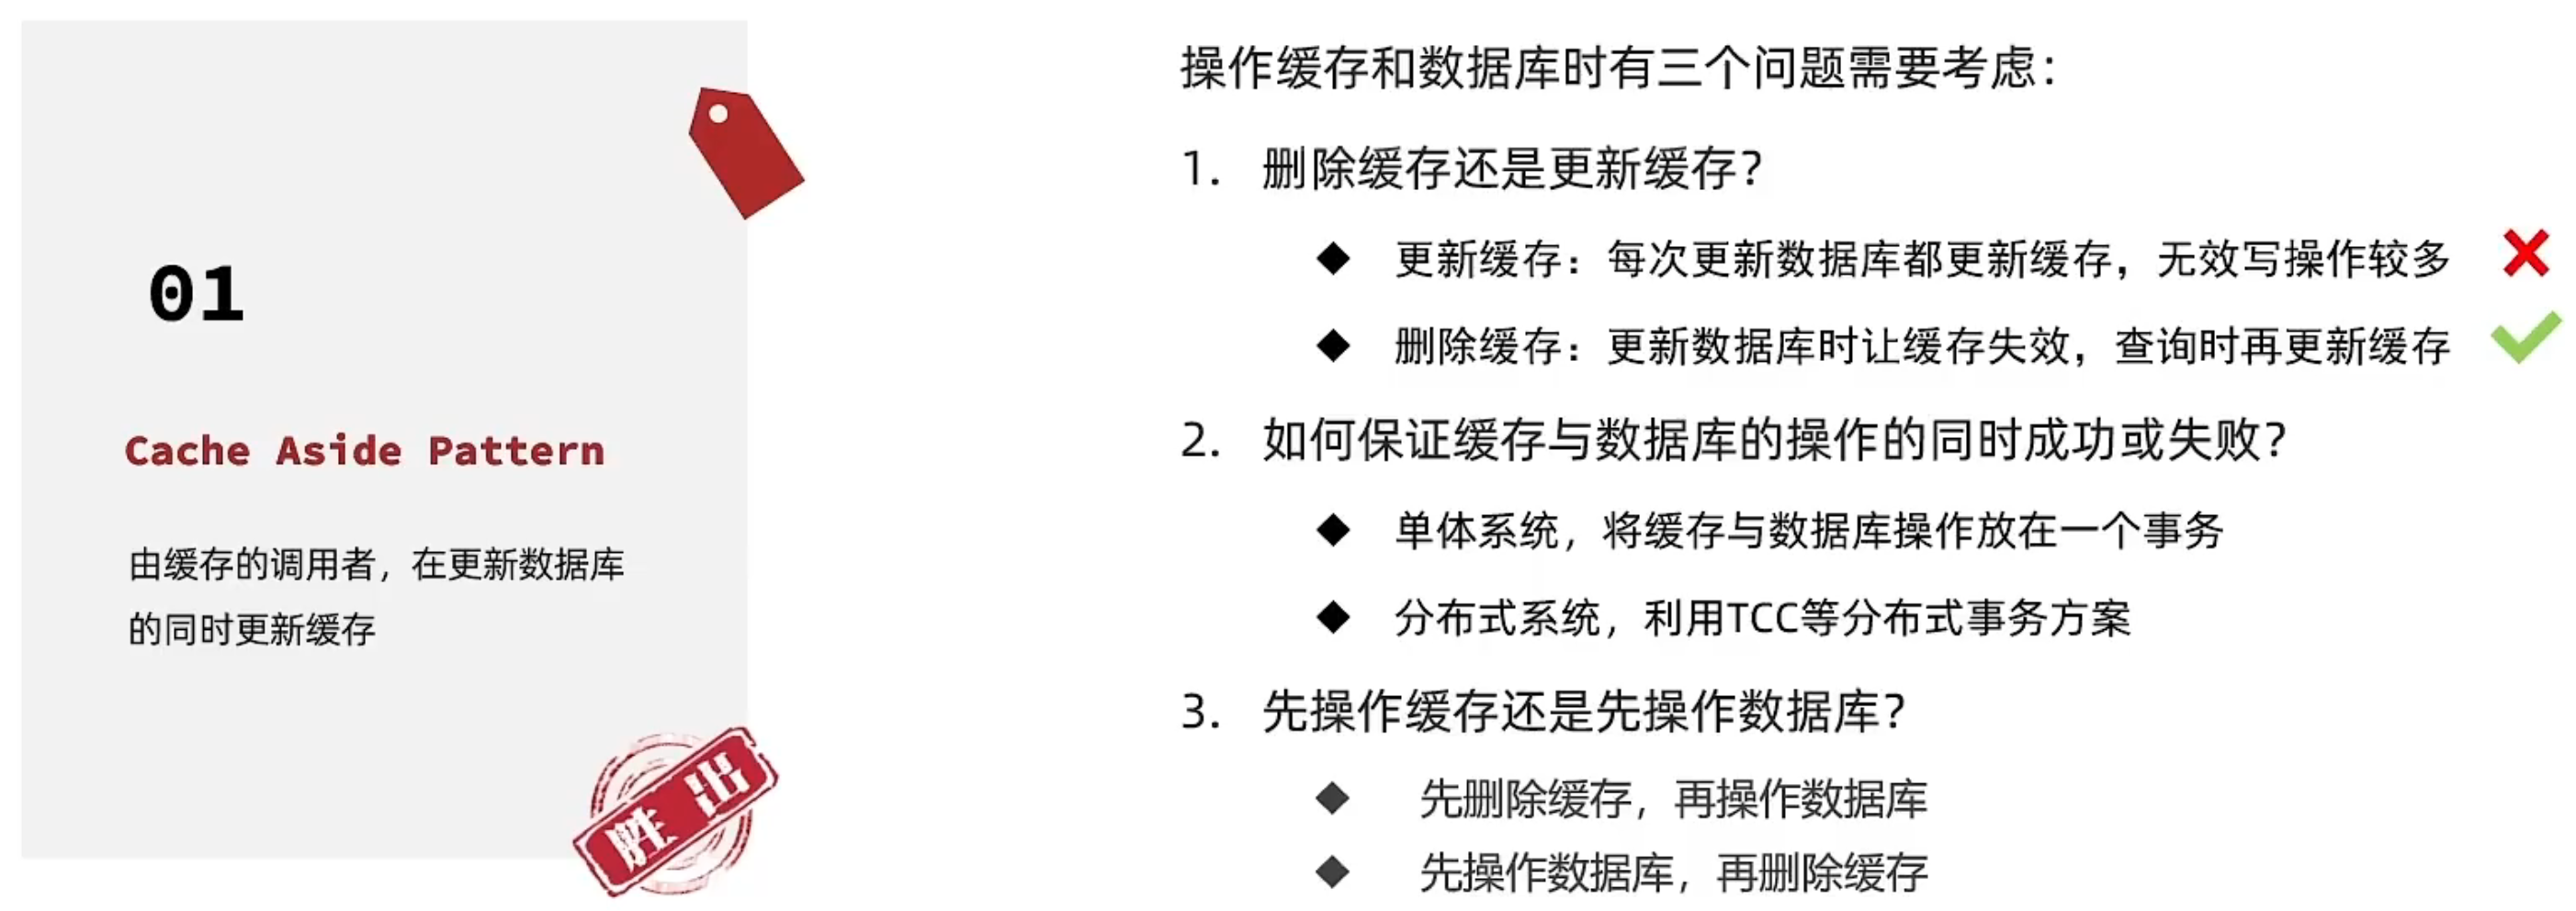 01
Cache Aside Pattern
由缓存的调用者，在更新数据库
的同时更新缓存
胜出
操作缓存和数据库时有三个问题需要考虑：
1. 删除缓存还是更新缓存？
◆ 更新缓存：每次更新数据库都更新缓存，无效写操作较多
◆ 删除缓存：更新数据库时让缓存失效，查询时再更新缓存
2. 如何保证缓存与数据库的操作的同时成功或失败？
◆ 单体系统，将缓存与数据库操作放在一个事务
◆ 分布式系统，利用TCC等分布式事务方案
3. 先操作缓存还是先操作数据库？
◆ 先删除缓存，再操作数据库
◆ 先操作数据库，再删除缓存